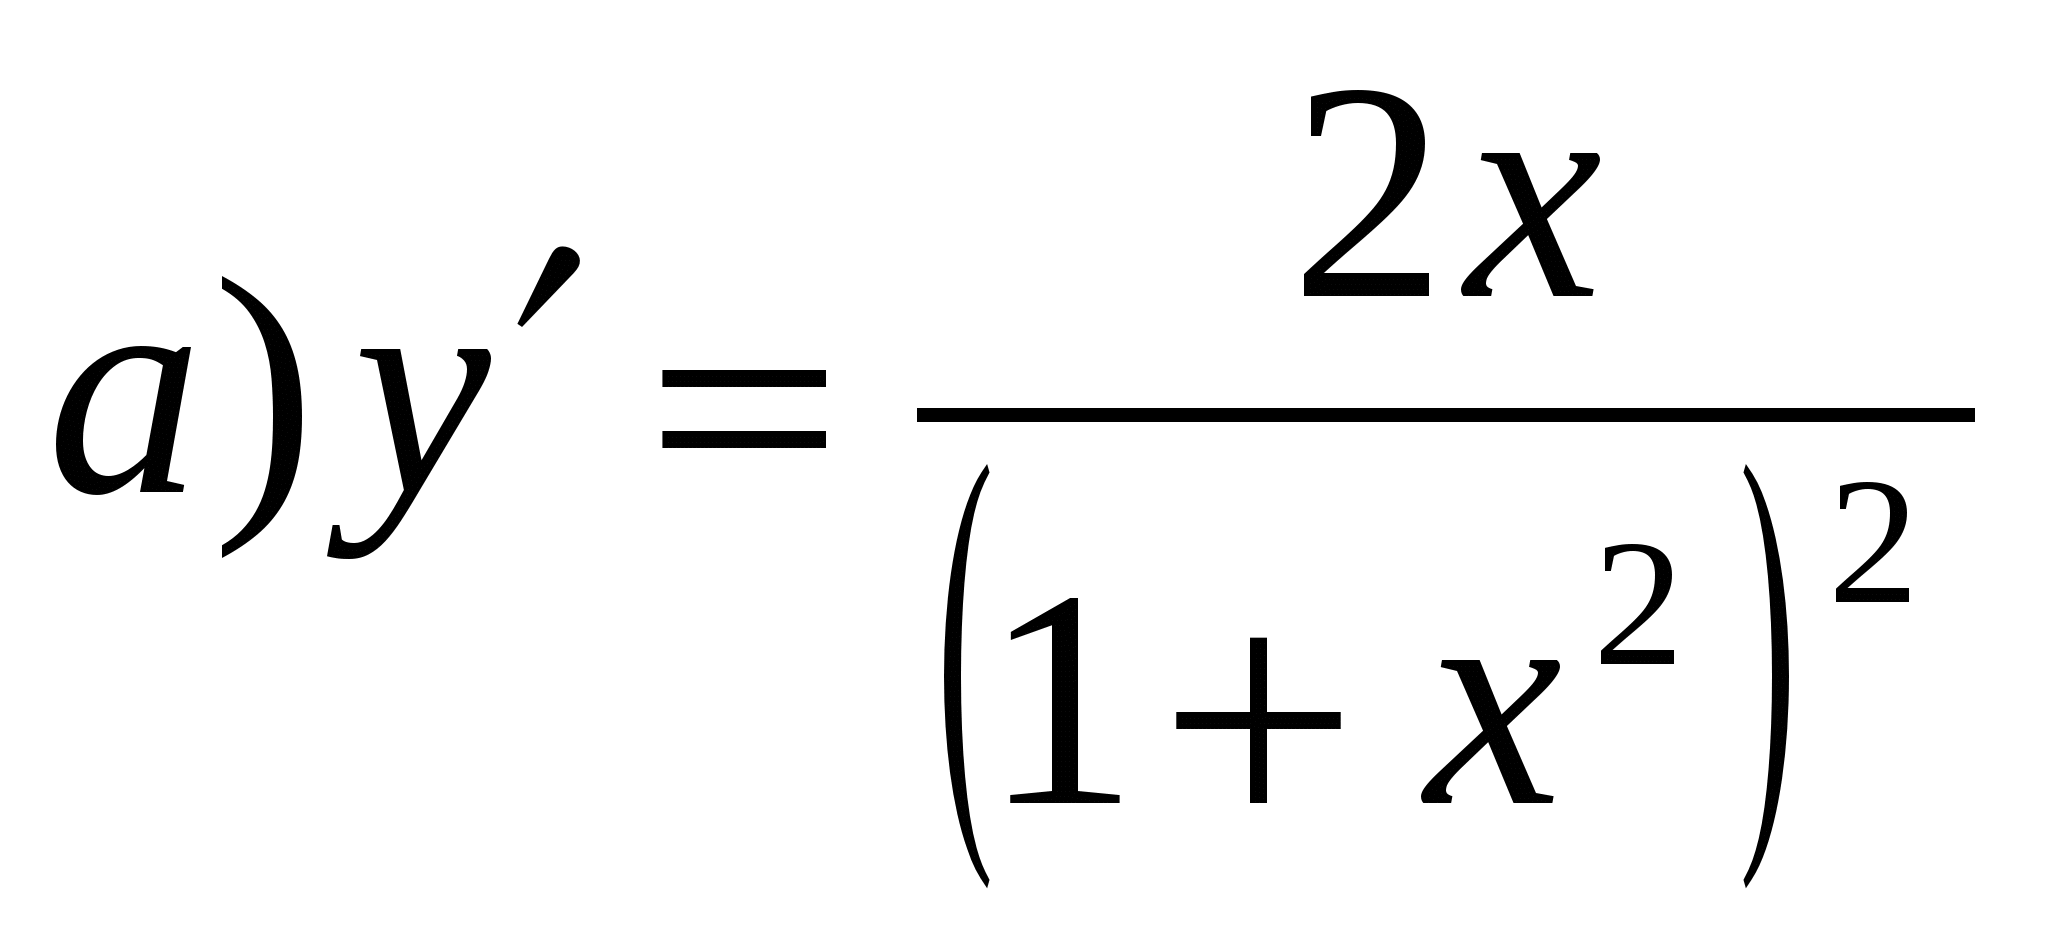 a) y′ = 2x / (1 + x²)²